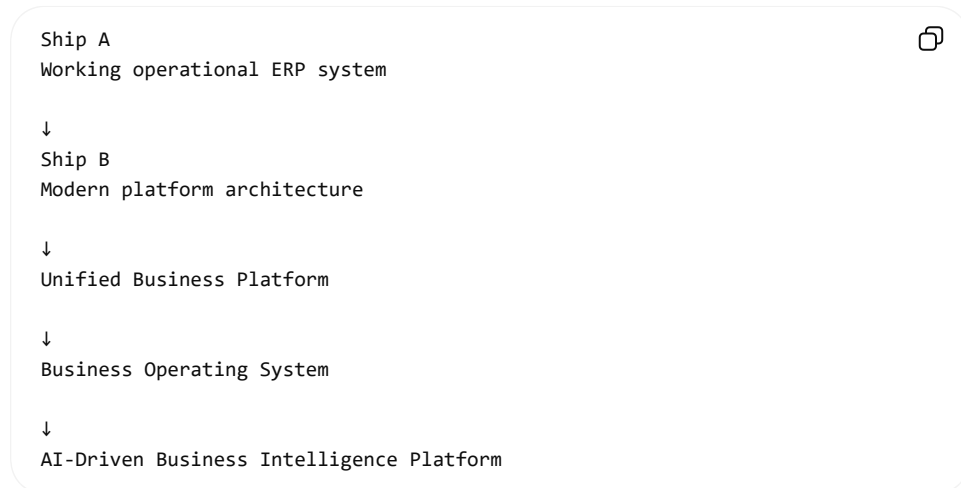 Ship A
Working operational ERP system
↓
Ship B
Modern platform architecture
↓
Unified Business Platform
↓
Business Operating System
↓
AI-Driven Business Intelligence Platform